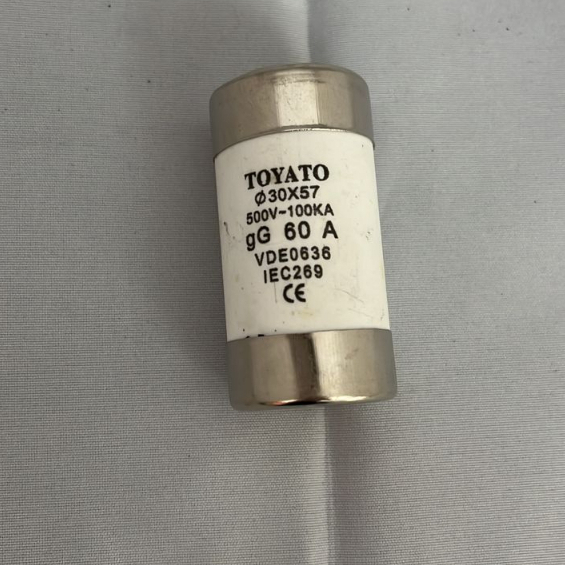 TOYATO
Ø30X57
500V~100KA
gG 60 A
VDE0636
IEC269
CE